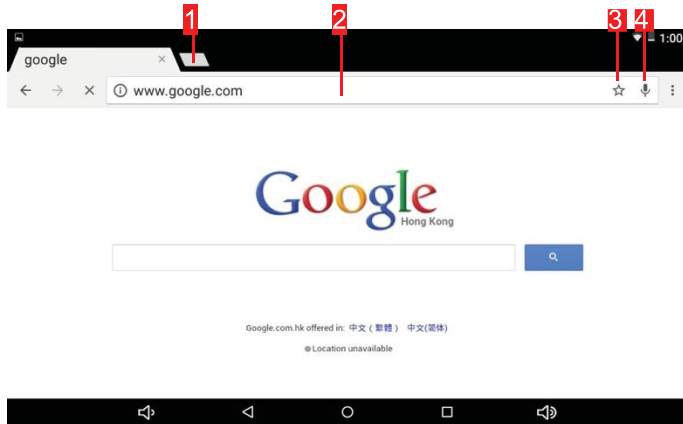 1 2 3 4
1:00
google
www.google.com
Google
Hong Kong
Google.com.hk offered in: 中文（繁體） 中文(简体)
Location unavailable